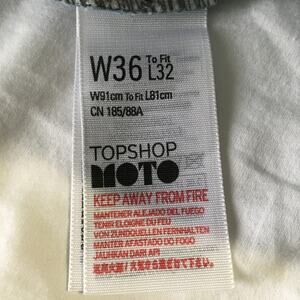 W36 To Fit L32
W91cm To Fit L81cm
CN 185/88A
TOPSHOP
MOTO
KEEP AWAY FROM FIRE
MANTENER ALEJADO DEL FUEGO
TENIR ELOIGNE DU FEU
VON ZUNDQUELLEN FERNHALTEN
MANTER AFASTADO DO FOGO
JAUHKAN DARI API